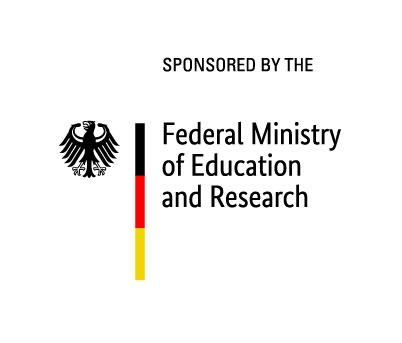 SPONSORED BY THE
Federal Ministry
of Education
and Research